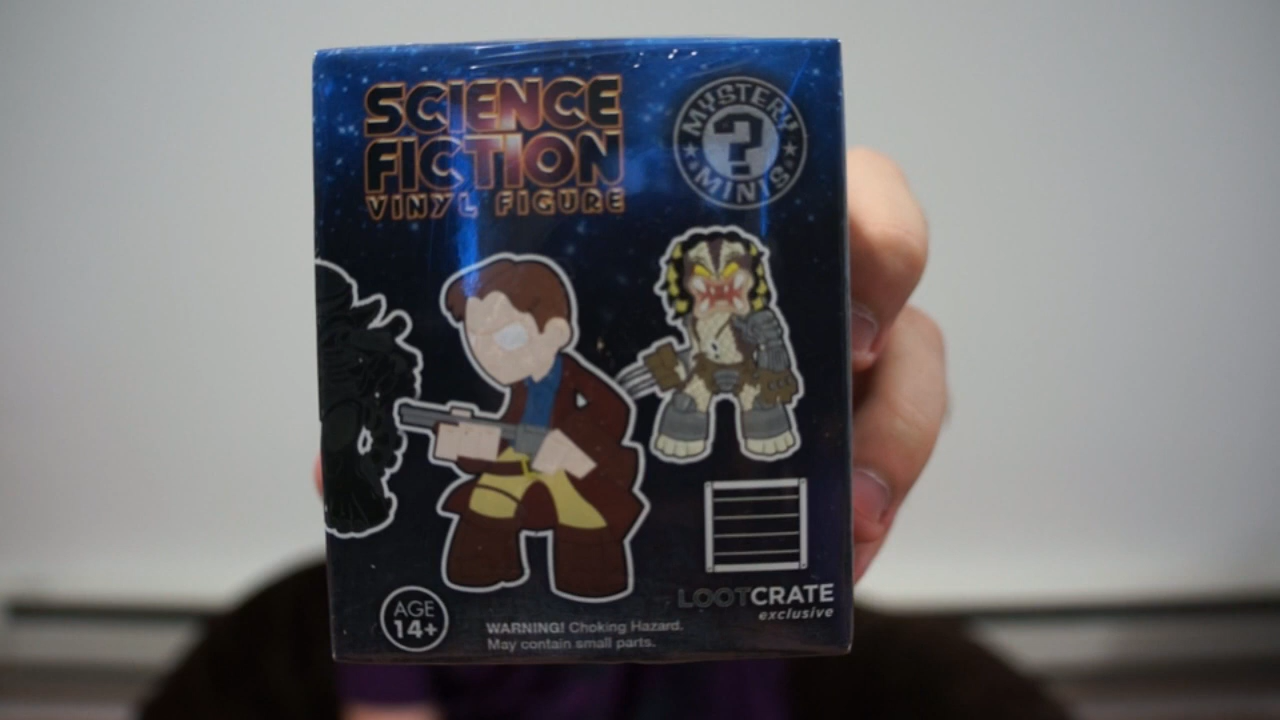 SCIENCE
FICTION
VINYL FIGURE
MYSTERY
?
MINIS
LOOTCRATE
exclusive
AGE
14+
WARNING! Choking Hazard.
May contain small parts.